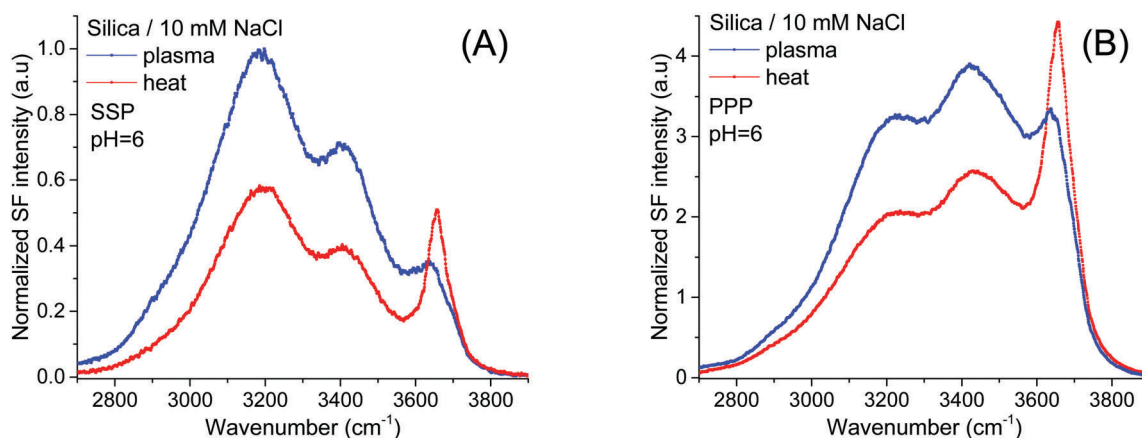 Silica / 10 mM NaCl
plasma
heat
SSP
pH=6
(A)
Normalized SF intensity (a.u)
1.0
0.8
0.6
0.4
0.2
0.0
2800 3000 3200 3400 3600 3800
Wavenumber (cm⁻¹)
Silica / 10 mM NaCl
plasma
heat
PPP
pH=6
(B)
Normalized SF intensity (a.u)
4
3
2
1
0
2800 3000 3200 3400 3600 3800
Wavenumber (cm⁻¹)